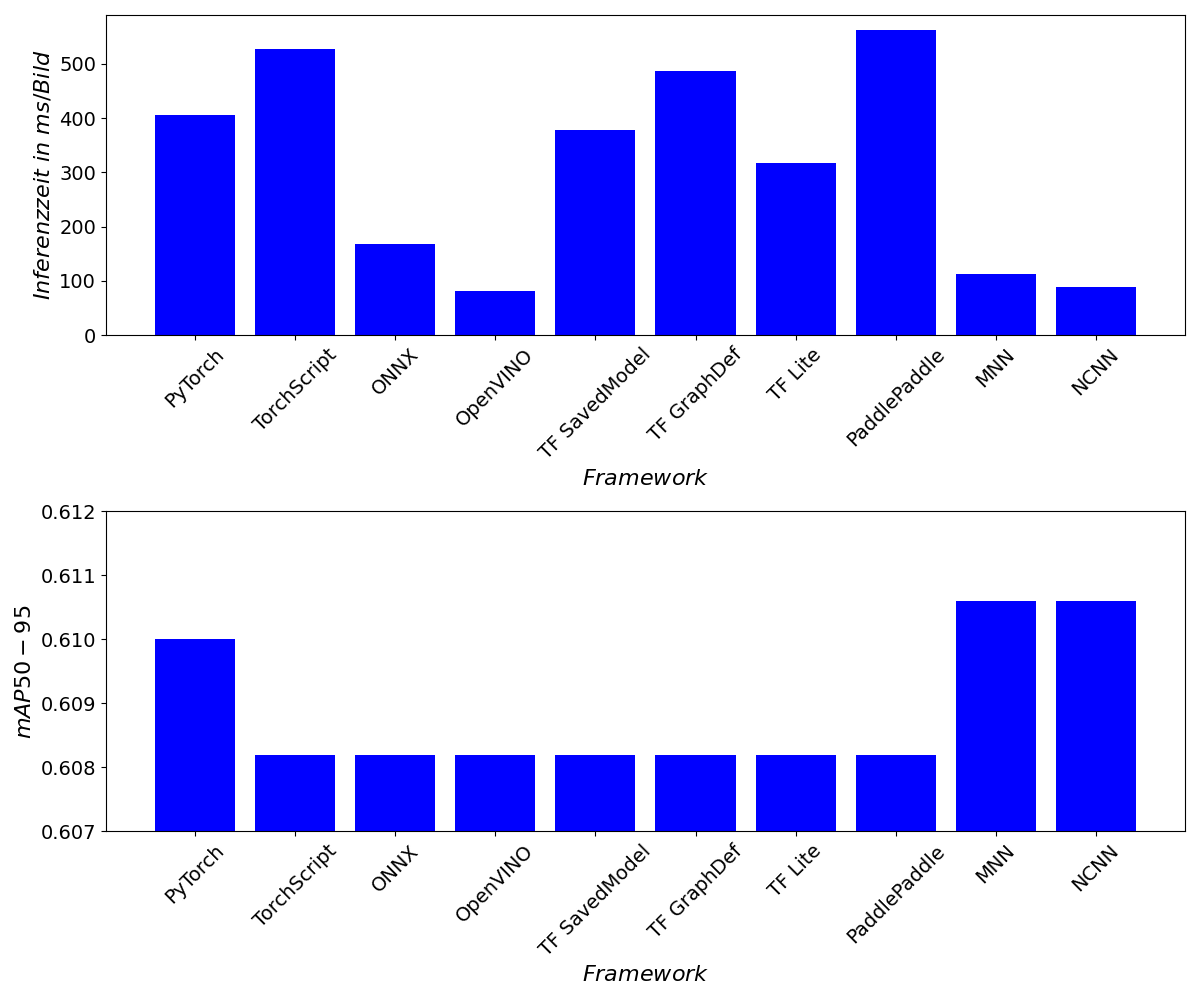 Inferenzzeit in ms/Bild
500
400
300
200
100
0
PyTorch
TorchScript
ONNX
OpenVINO
TF SavedModel
TF GraphDef
TF Lite
PaddlePaddle
MNN
NCNN
Framework
mAP50 − 95
0.612
0.611
0.610
0.609
0.608
0.607
PyTorch
TorchScript
ONNX
OpenVINO
TF SavedModel
TF GraphDef
TF Lite
PaddlePaddle
MNN
NCNN
Framework